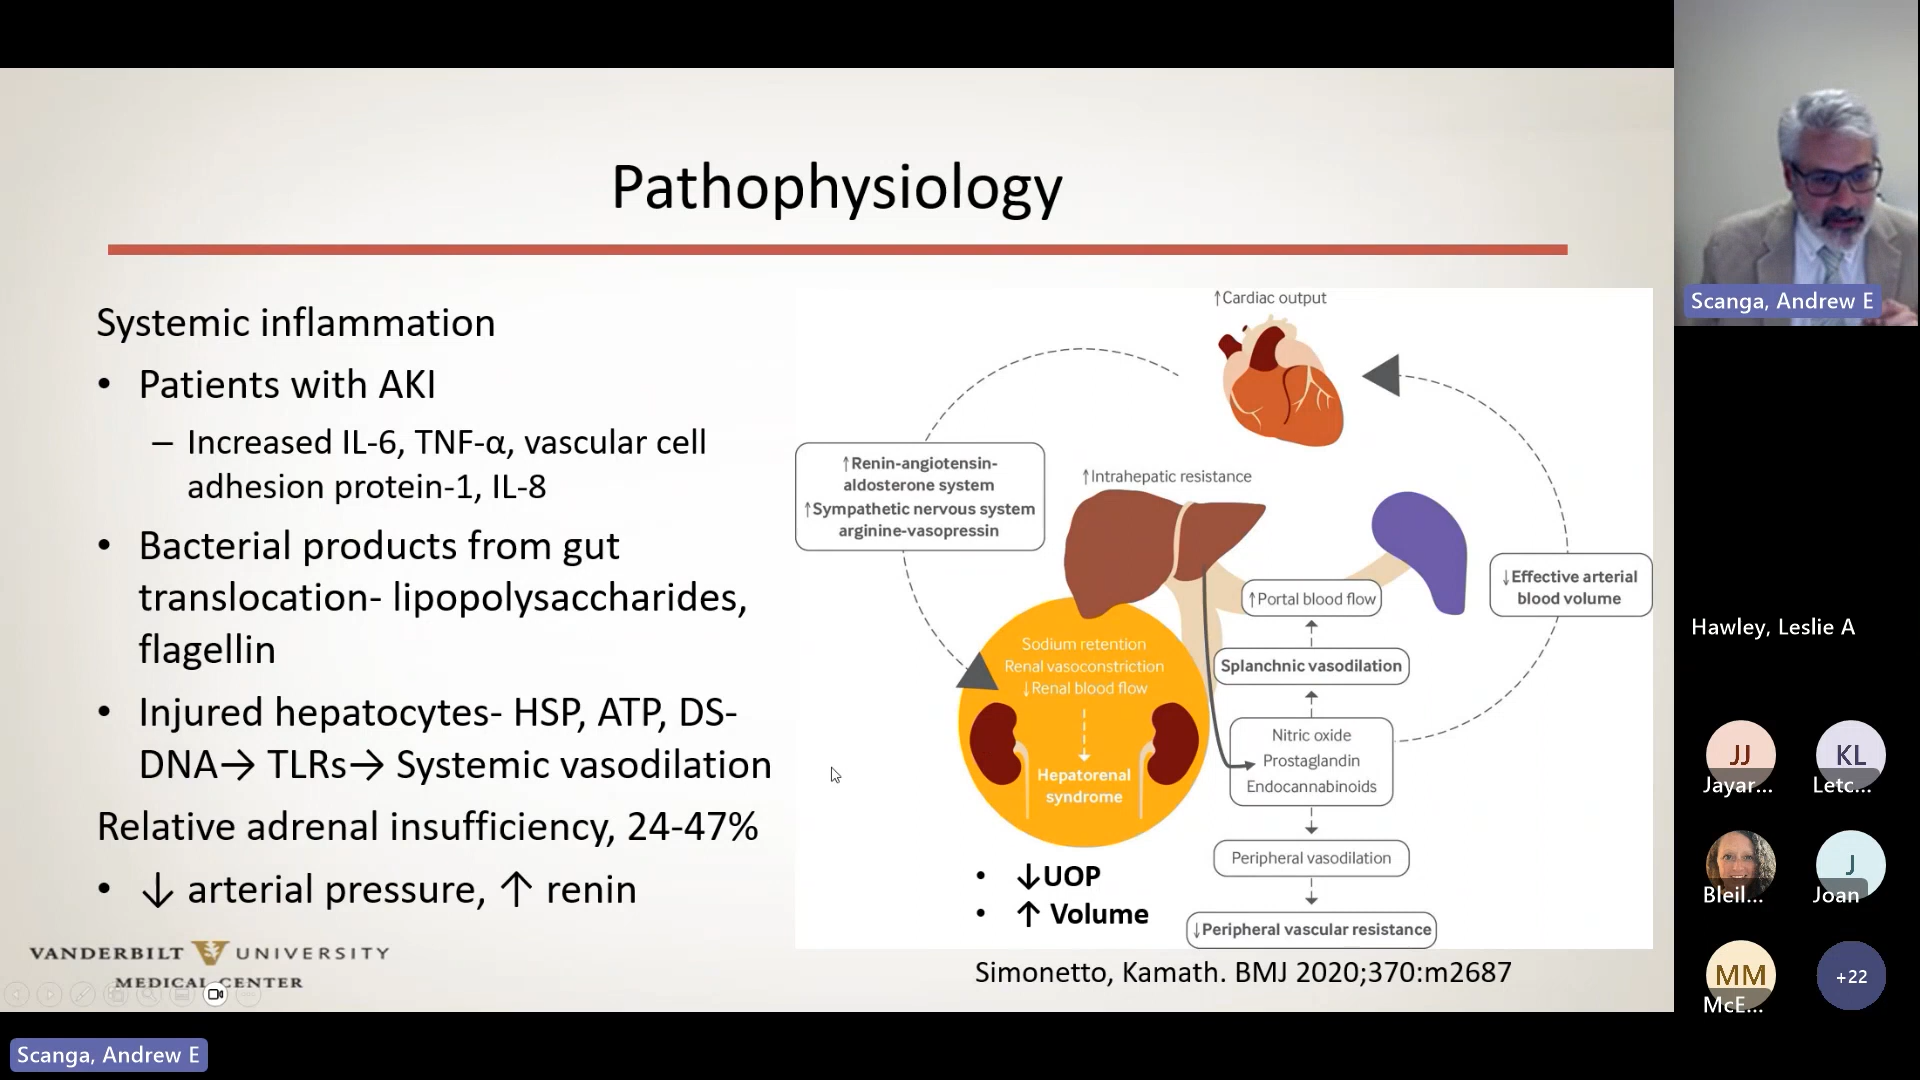 Pathophysiology
Systemic inflammation
• Patients with AKI
– Increased IL-6, TNF-α, vascular cell
adhesion protein-1, IL-8
• Bacterial products from gut
translocation- lipopolysaccharides,
flagellin
• Injured hepatocytes- HSP, ATP, DS-
DNA→ TLRs→ Systemic vasodilation
Relative adrenal insufficiency, 24-47%
• ↓ arterial pressure, ↑ renin
VANDERBILT UNIVERSITY
MEDICAL CENTER
↑Cardiac output
↑Renin-angiotensin-
aldosterone system
↑Sympathetic nervous system
arginine-vasopressin
↑Intrahepatic resistance
↓Effective arterial
blood volume
↑Portal blood flow
Splanchnic vasodilation
Nitric oxide
Prostaglandin
Endocannabinoids
Peripheral vasodilation
↓Peripheral vascular resistance
Sodium retention
Renal vasoconstriction
↓Renal blood flow
Hepatorenal
syndrome
• ↓UOP
• ↑ Volume
Simonetto, Kamath. BMJ 2020;370:m2687
Scanga, Andrew E
Hawley, Leslie A
JJ
Jayar...
KL
Letc...
Bleil...
J
Joan
MM
McE...
+22
Scanga, Andrew E